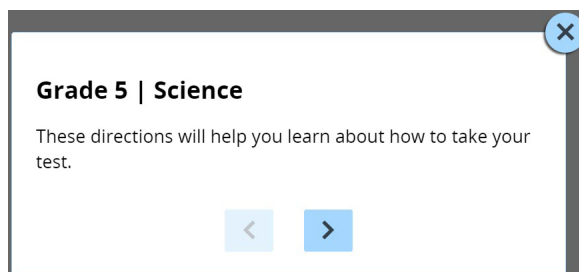 Grade 5 | Science
These directions will help you learn about how to take your
test.